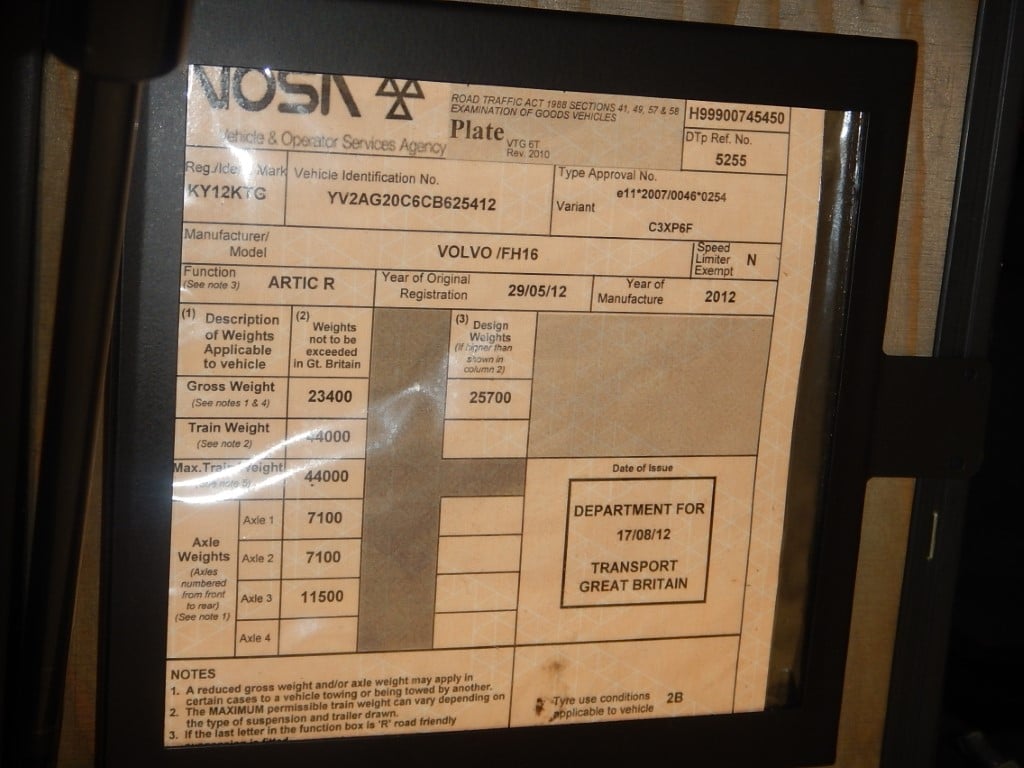 VOSA
Vehicle & Operator Services Agency
ROAD TRAFFIC ACT 1988 SECTIONS 41, 49, 57 & 58
EXAMINATION OF GOODS VEHICLES
Plate VTG 6T
Rev. 2010
H99900745450
DTp Ref. No.
5255
Reg./Ident. Mark
KY12KTG
Vehicle Identification No.
YV2AG20C6CB625412
Type Approval No.
e11*2007/0046*0254
Variant
C3XP6F
Manufacturer/
Model
VOLVO /FH16
Speed
Limiter
Exempt
N
Function
(See note 3)
ARTIC R
Year of Original
Registration
29/05/12
Year of
Manufacture
2012
(1) Description
of Weights
Applicable
to vehicle
(2) Weights
not to be
exceeded
in Gt. Britain
(3) Design
Weights
(if higher than
shown in
column 2)
Gross Weight
(See notes 1 & 4)
23400
25700
Train Weight
(See note 2)
44000
Max. Train Weight
(See note 5)
44000
Axle
Weights
(Axles
numbered
from front
to rear)
(See note 1)
Axle 1
7100
Axle 2
7100
Axle 3
11500
Axle 4
Date of Issue
DEPARTMENT FOR
17/08/12
TRANSPORT
GREAT BRITAIN
NOTES
1. A reduced gross weight and/or axle weight may apply in
certain cases to a vehicle towing or being towed by another.
2. The MAXIMUM permissible train weight can vary depending on
the type of suspension and trailer drawn.
3. If the last letter in the function box is 'R' road friendly
Tyre use conditions
applicable to vehicle
2B